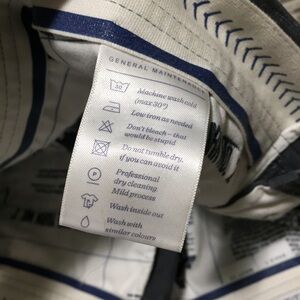 GENERAL MAINTENANCE
30
Machine wash cold
(max 30°)
Low iron as needed
Don't bleach – that
would be stupid
Do not tumble dry,
if you can avoid it
P
Professional
dry cleaning
Mild process
Wash inside out
Wash with
similar colours